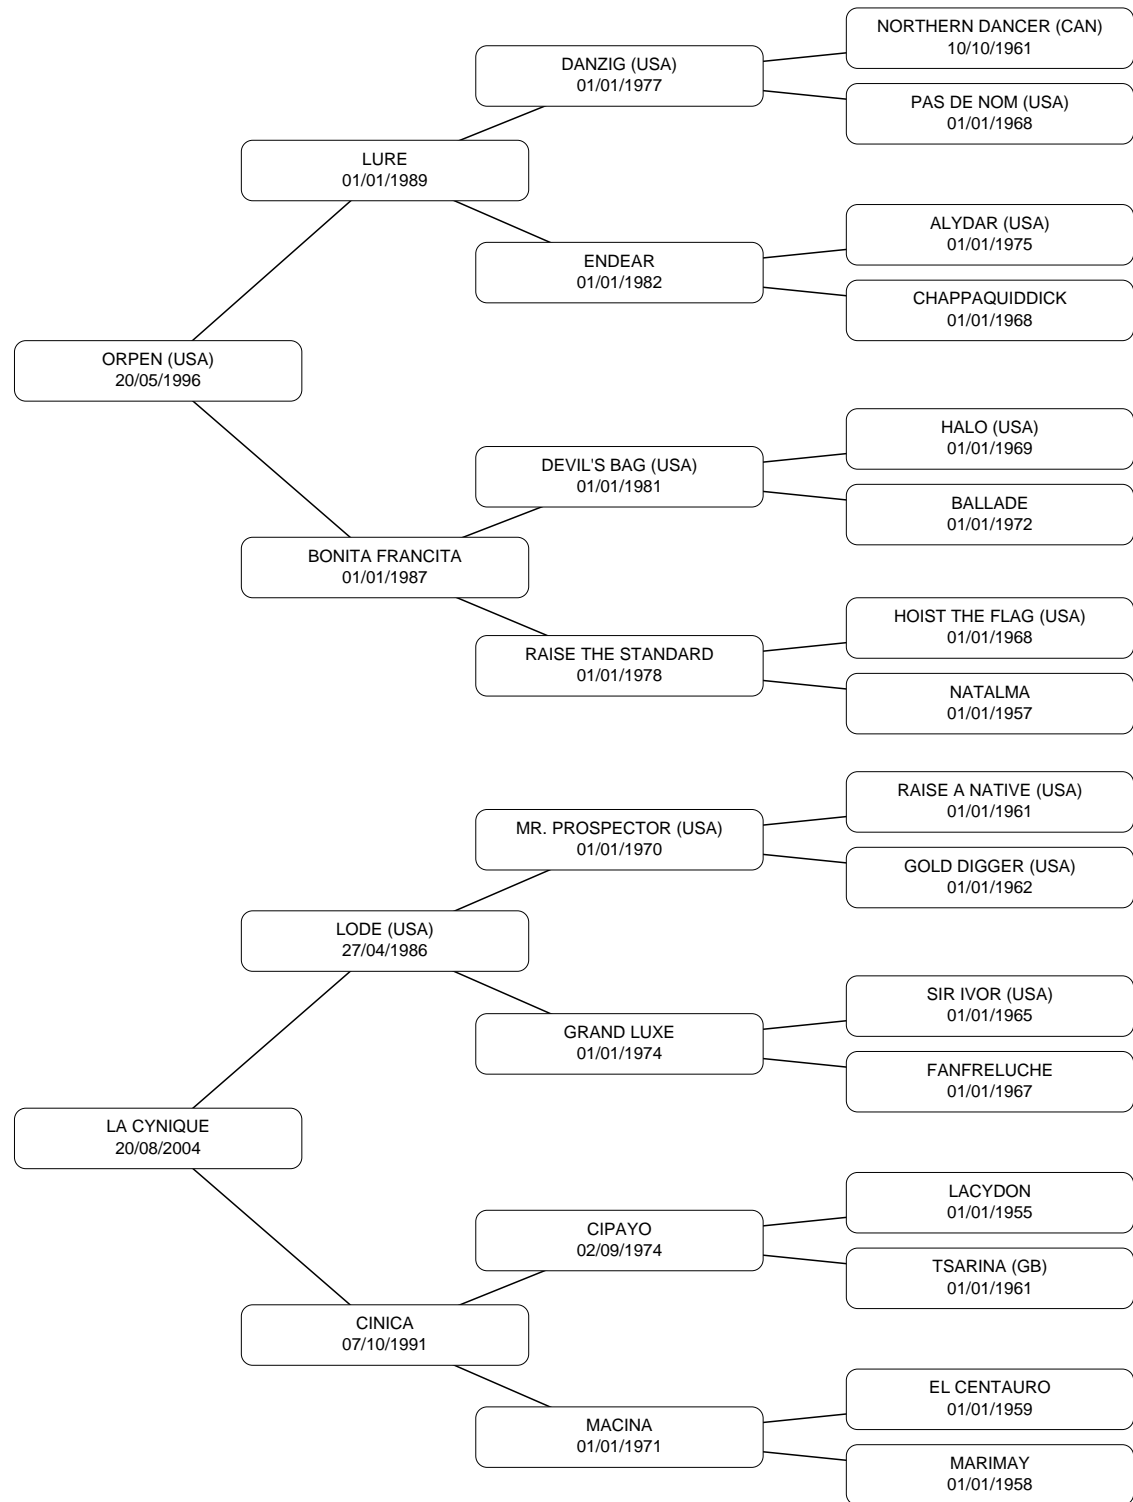 NORTHERN DANCER (CAN)
10/10/1961
DANZIG (USA)
01/01/1977
PAS DE NOM (USA)
01/01/1968
LURE
01/01/1989
ALYDAR (USA)
01/01/1975
ENDEAR
01/01/1982
CHAPPAQUIDDICK
01/01/1968
ORPEN (USA)
20/05/1996
HALO (USA)
01/01/1969
DEVIL'S BAG (USA)
01/01/1981
BALLADE
01/01/1972
BONITA FRANCITA
01/01/1987
HOIST THE FLAG (USA)
01/01/1968
RAISE THE STANDARD
01/01/1978
NATALMA
01/01/1957
RAISE A NATIVE (USA)
01/01/1961
MR. PROSPECTOR (USA)
01/01/1970
GOLD DIGGER (USA)
01/01/1962
LODE (USA)
27/04/1986
SIR IVOR (USA)
01/01/1965
GRAND LUXE
01/01/1974
FANFRELUCHE
01/01/1967
LA CYNIQUE
20/08/2004
LACYDON
01/01/1955
CIPAYO
02/09/1974
TSARINA (GB)
01/01/1961
CINICA
07/10/1991
EL CENTAURO
01/01/1959
MACINA
01/01/1971
MARIMAY
01/01/1958